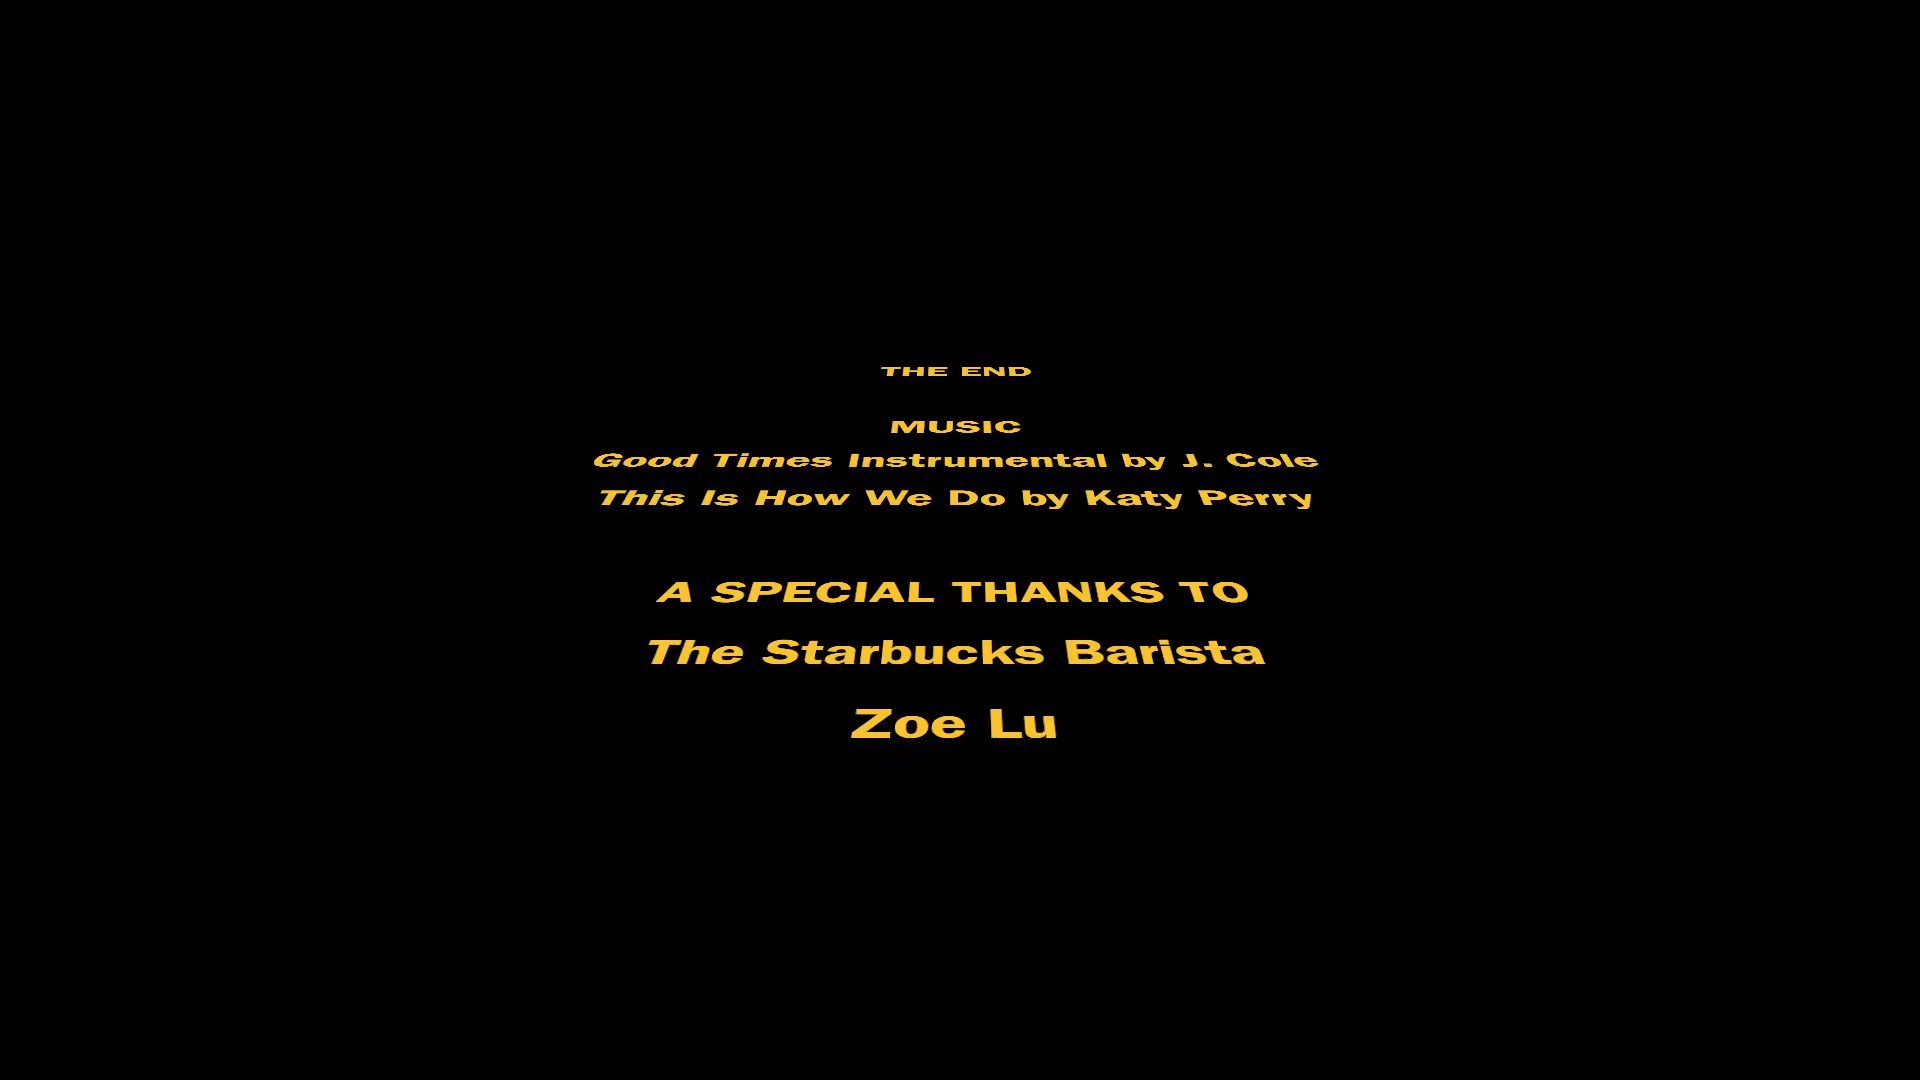 THE END
MUSIC
Good Times Instrumental by J. Cole
This Is How We Do by Katy Perry
A SPECIAL THANKS TO
The Starbucks Barista
Zoe Lu